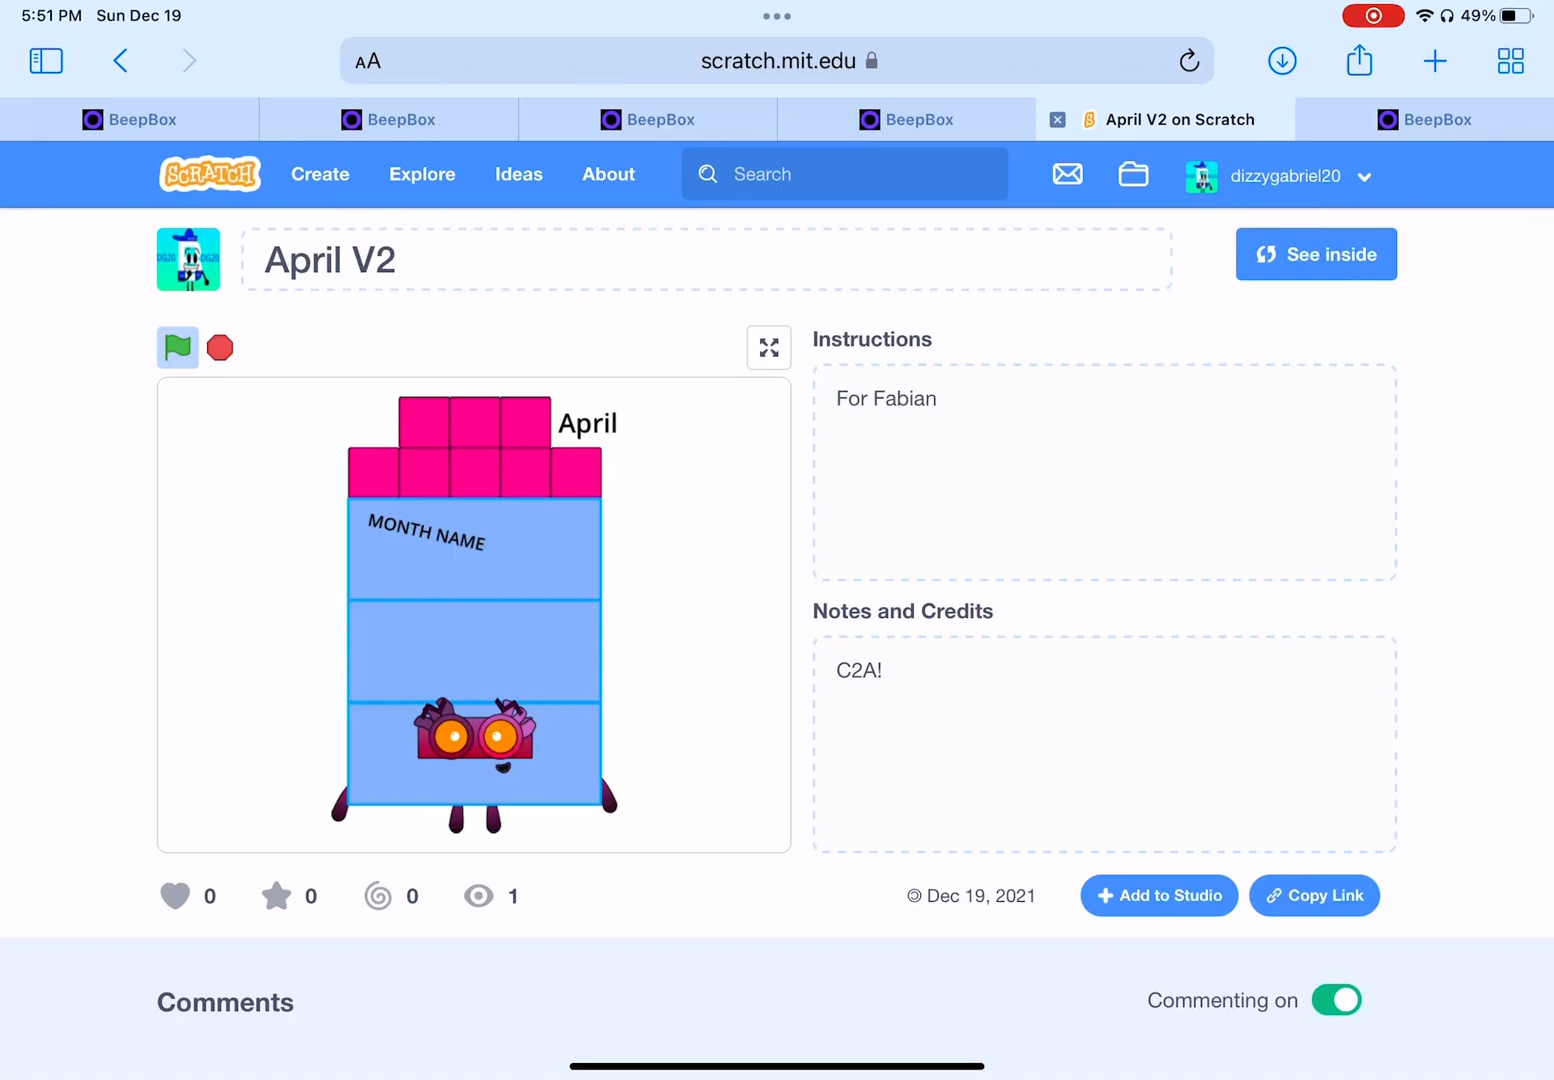 5:51 PM Sun Dec 19
49%
AA
scratch.mit.edu
BeepBox
BeepBox
BeepBox
BeepBox
April V2 on Scratch
BeepBox
SCRATCH
Create
Explore
Ideas
About
Search
dizzygabriel20
DG20
DG20
April V2
See inside
Instructions
For Fabian
April
MONTH NAME
Notes and Credits
C2A!
0
0
0
1
© Dec 19, 2021
Add to Studio
Copy Link
Comments
Commenting on